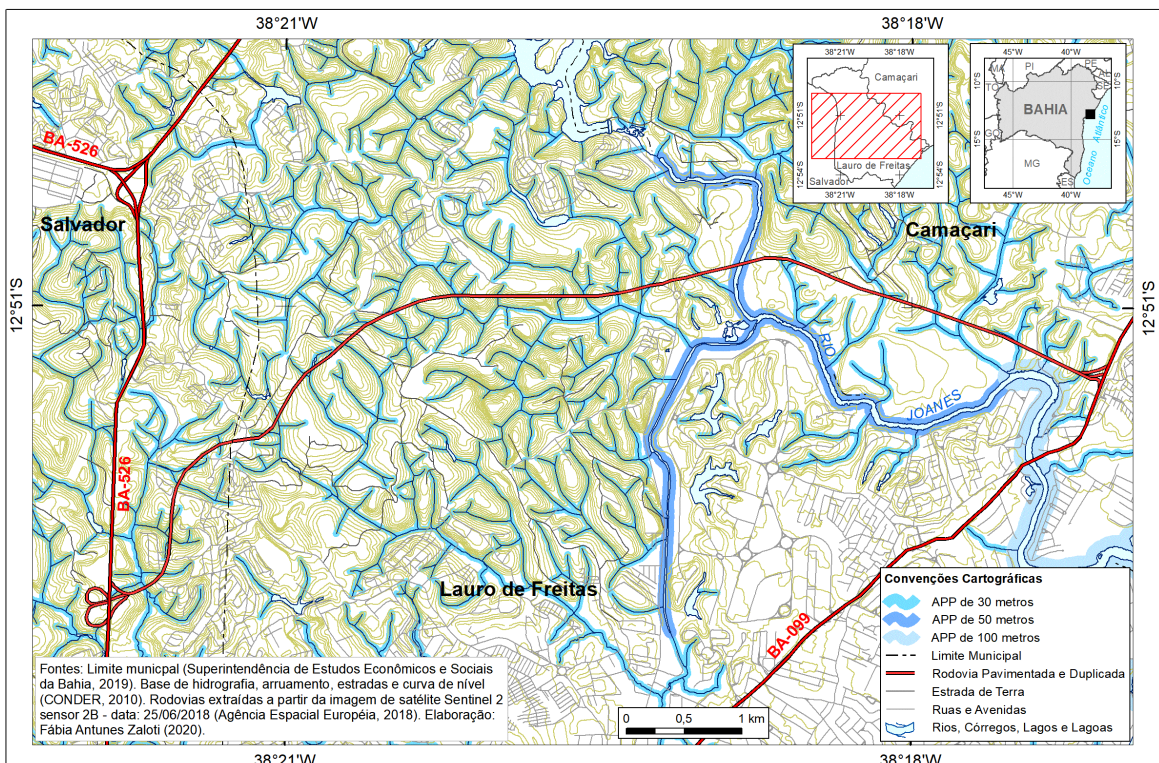 38°21'W
38°18'W
38°21'W
38°18'W
Camaçari
12°51'S
12°54'S
12°51'S
12°54'S
Lauro de Freitas
Salvador
38°21'W
38°18'W
45°W
40°W
MA
PI
PE
AL
SE
TO
10°S
10°S
BAHIA
15°S
15°S
GO
MG
ES
Oceano Atlântico
45°W
40°W
BA-526
Salvador
Camaçari
12°51'S
12°51'S
RIO
JOANES
BA-526
Lauro de Freitas
BA-099
Convenções Cartográficas
APP de 30 metros
APP de 50 metros
APP de 100 metros
Limite Municipal
Rodovia Pavimentada e Duplicada
Estrada de Terra
Ruas e Avenidas
Rios, Córregos, Lagos e Lagoas
Fontes: Limite municpal (Superintendência de Estudos Econômicos e Sociais
da Bahia, 2019). Base de hidrografia, arruamento, estradas e curva de nível
(CONDER, 2010). Rodovias extraídas a partir da imagem de satélite Sentinel 2
sensor 2B - data: 25/06/2018 (Agência Espacial Européia, 2018). Elaboração:
Fábia Antunes Zaloti (2020).
0 0,5 1 km
38°21'W
38°18'W